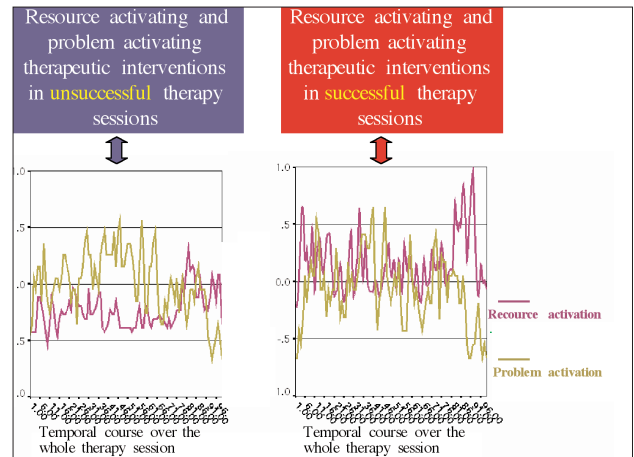 Resource activating and
problem activating
therapeutic interventions
in unsuccessful therapy
sessions
Resource activating and
problem activating
therapeutic interventions
in successful therapy
sessions
.0
.5
.0
.5
.0
1.0
.5
0.0
-.5
1.0
Recource activation
Problem activation
Temporal course over the
whole therapy session
Temporal course over the
whole therapy session